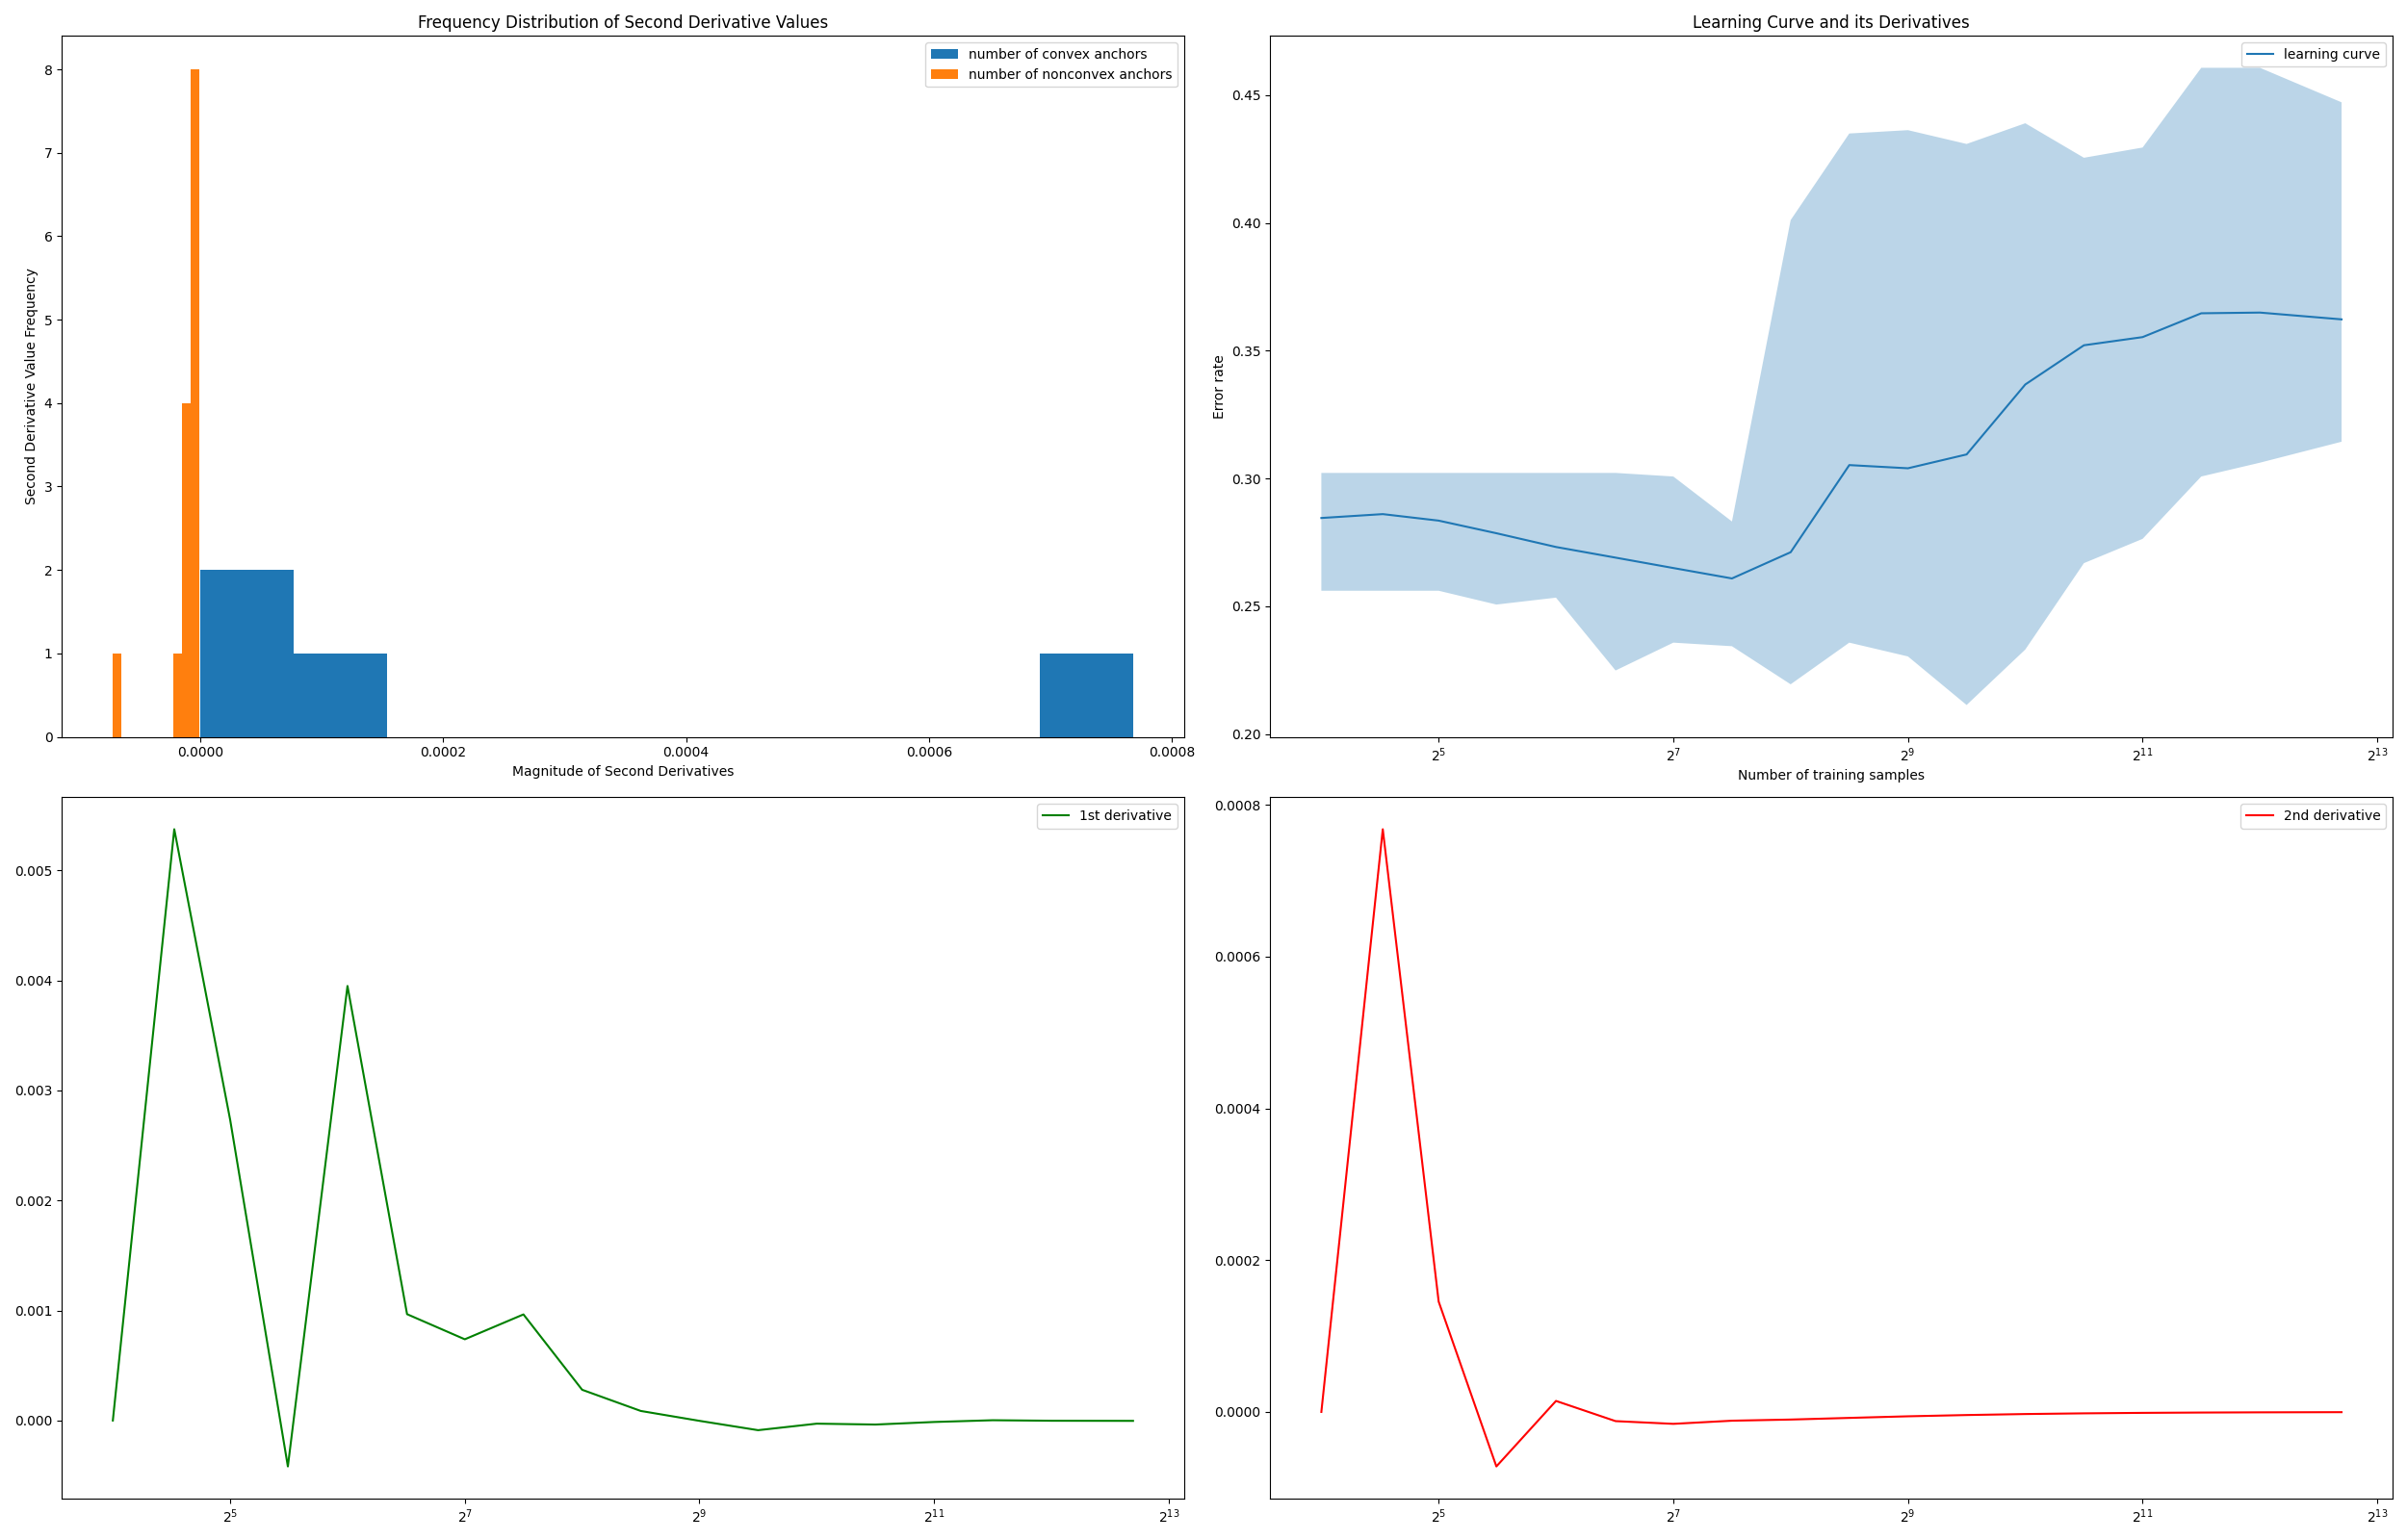 Frequency Distribution of Second Derivative Values
number of convex anchors
number of nonconvex anchors
8
7
6
5
4
3
2
1
0
Second Derivative Value Frequency
0.0000 0.0002 0.0004 0.0006 0.0008
Magnitude of Second Derivatives
Learning Curve and its Derivatives
learning curve
0.45
0.40
0.35
0.30
0.25
0.20
Error rate
2^5 2^7 2^9 2^11 2^13
Number of training samples
1st derivative
0.005
0.004
0.003
0.002
0.001
0.000
2^5 2^7 2^9 2^11 2^13
2nd derivative
0.0008
0.0006
0.0004
0.0002
0.0000
2^5 2^7 2^9 2^11 2^13